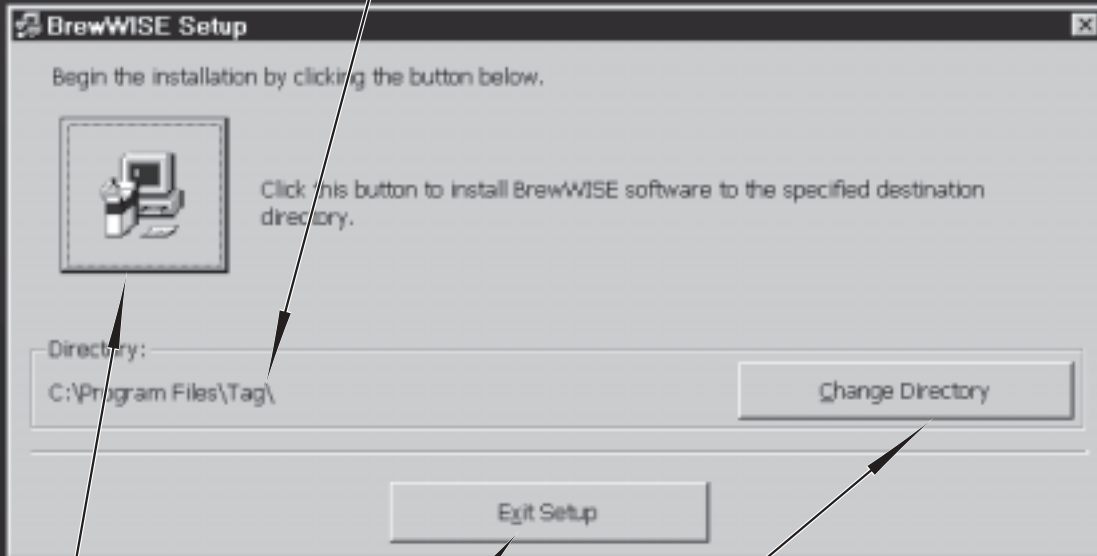 BrewWISE Setup
Begin the installation by clicking the button below.
Click this button to install BrewWISE software to the specified destination
directory.
Directory:
C:\Program Files\Tag\
Change Directory
Exit Setup